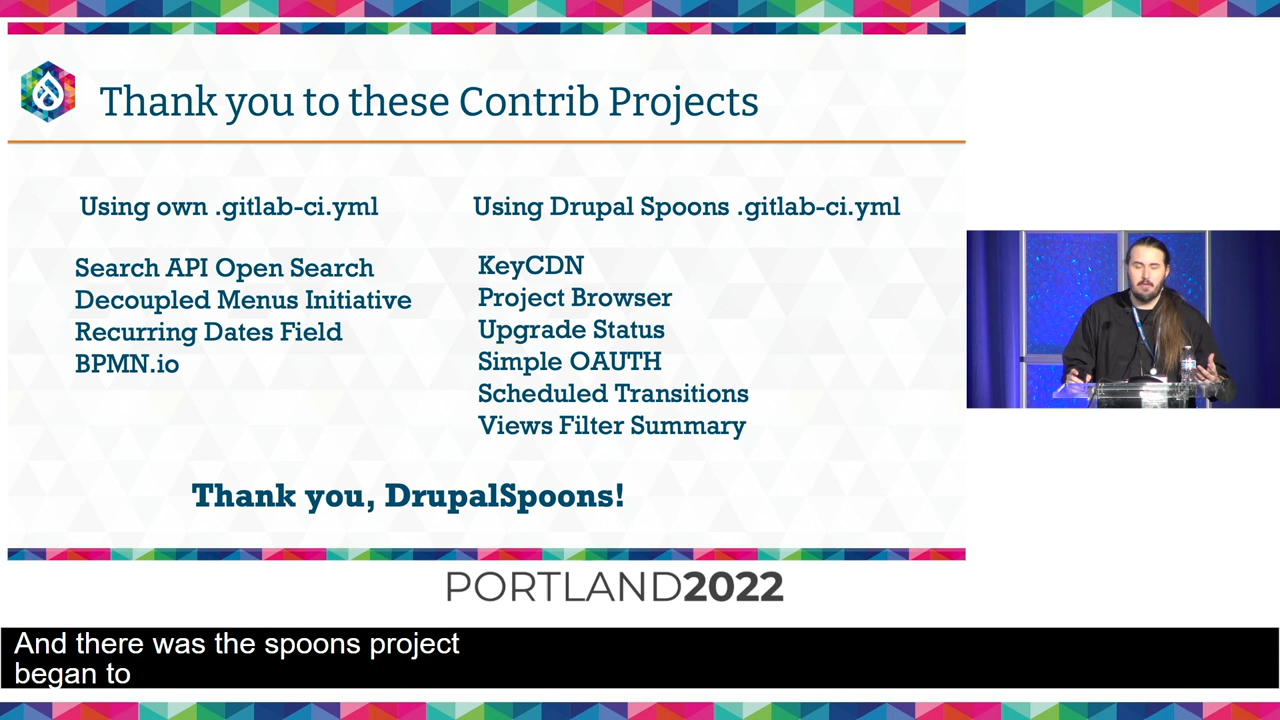 Thank you to these Contrib Projects
Using own .gitlab-ci.yml
Search API Open Search
Decoupled Menus Initiative
Recurring Dates Field
BPMN.io
Using Drupal Spoons .gitlab-ci.yml
KeyCDN
Project Browser
Upgrade Status
Simple OAUTH
Scheduled Transitions
Views Filter Summary
Thank you, DrupalSpoons!
PORTLAND2022
And there was the spoons project
began to